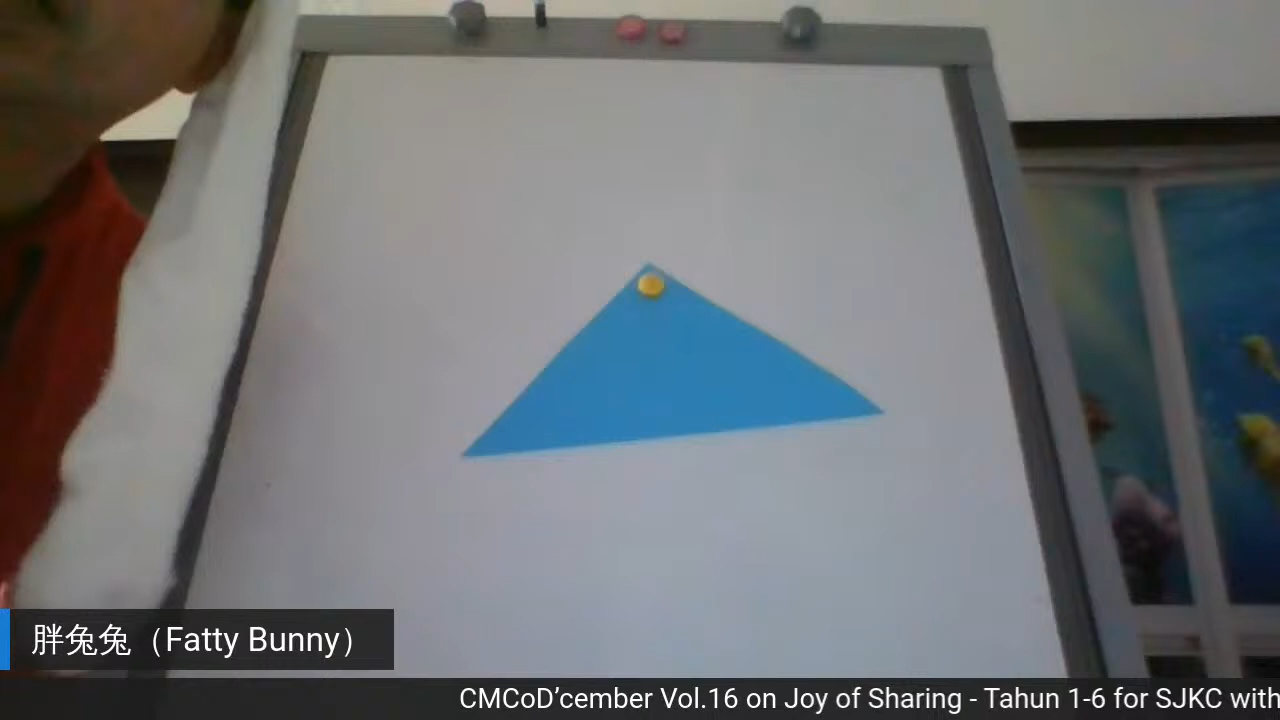 胖兔兔（Fatty Bunny）
CMCoD’cember Vol.16 on Joy of Sharing - Tahun 1-6 for SJKC with